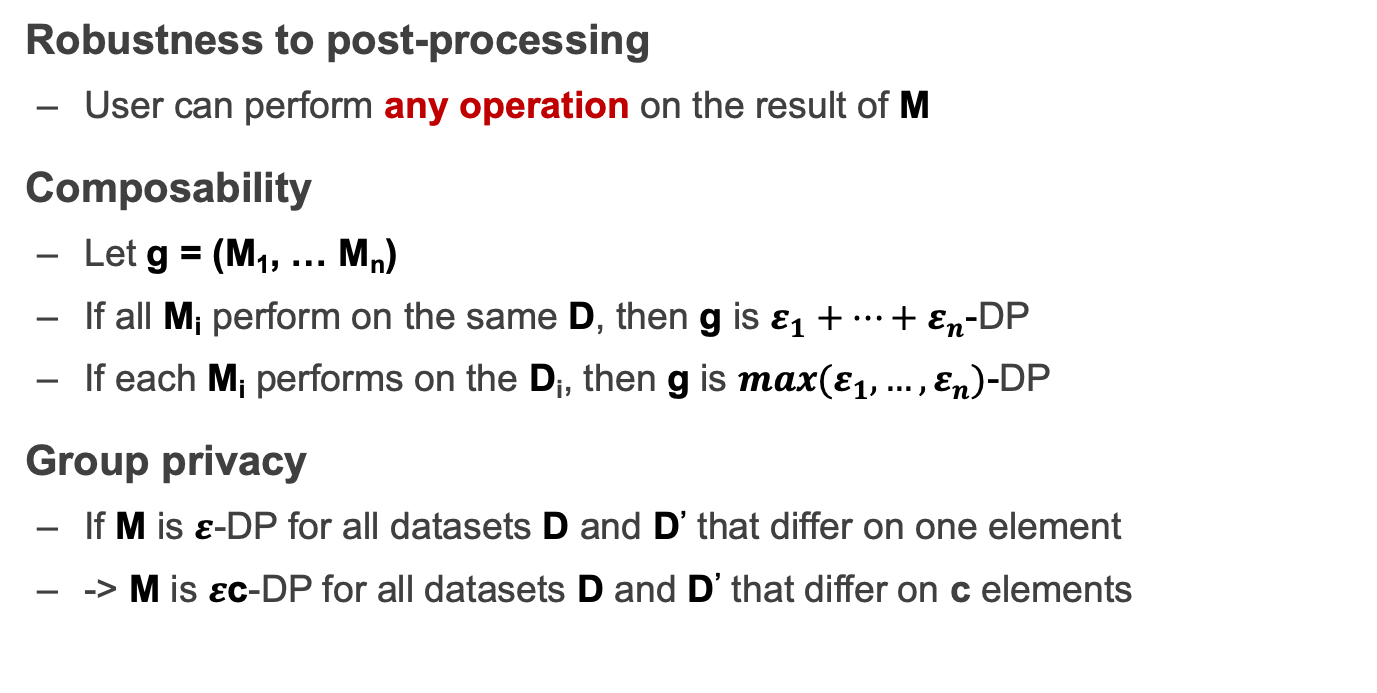 Robustness to post-processing
– User can perform any operation on the result of M
Composability
– Let g = (M₁, … Mₙ)
– If all Mᵢ perform on the same D, then g is 𝜺₁ + ⋯ + 𝜺ₙ-DP
– If each Mᵢ performs on the Dᵢ, then g is max(𝜺₁, … , 𝜺ₙ)-DP
Group privacy
– If M is 𝜺-DP for all datasets D and D’ that differ on one element
– -> M is 𝜺c-DP for all datasets D and D’ that differ on c elements